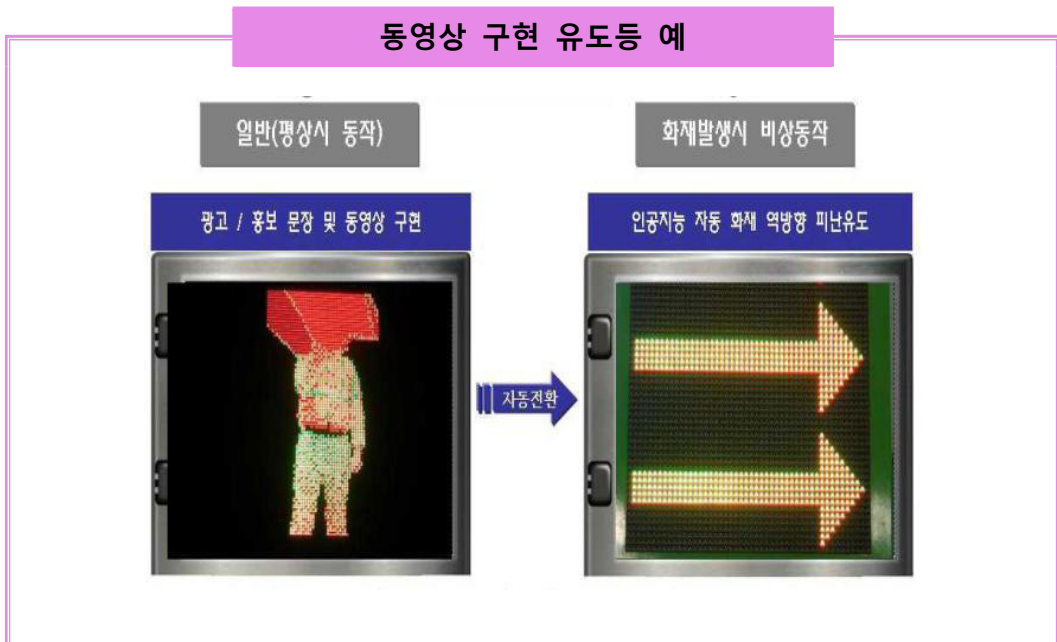 동영상 구현 유도등 예
일반(평상시 동작)
화재발생시 비상동작
광고 / 홍보 문장 및 동영상 구현
인공지능 자동 화재 역방향 피난유도
자동전환